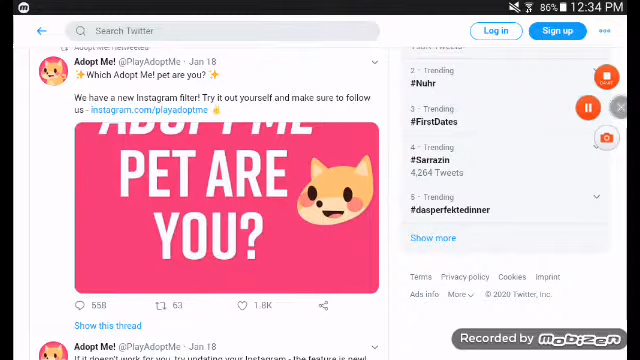 86% 12:34 PM
Search Twitter
Log in
Sign up
Adopt Me! Retweeted
Adopt Me! @PlayAdoptMe · Jan 18
✨Which Adopt Me! pet are you? ✨
We have a new Instagram filter! Try it out yourself and make sure to follow
us - instagram.com/playadoptme
ADOPT ME
PET ARE
YOU?
558
63
1.8K
Show this thread
Adopt Me! @PlayAdoptMe · Jan 18
If it doesn't work for you, try updating your Instagram - the feature is new!
2 · Trending
#Nuhr
3 · Trending
#FirstDates
4 · Trending
#Sarrazin
4,264 Tweets
5 · Trending
#dasperfektedinner
Show more
Terms Privacy policy Cookies Imprint
Ads info More © 2020 Twitter, Inc.
Recorded by
MOBIZEN